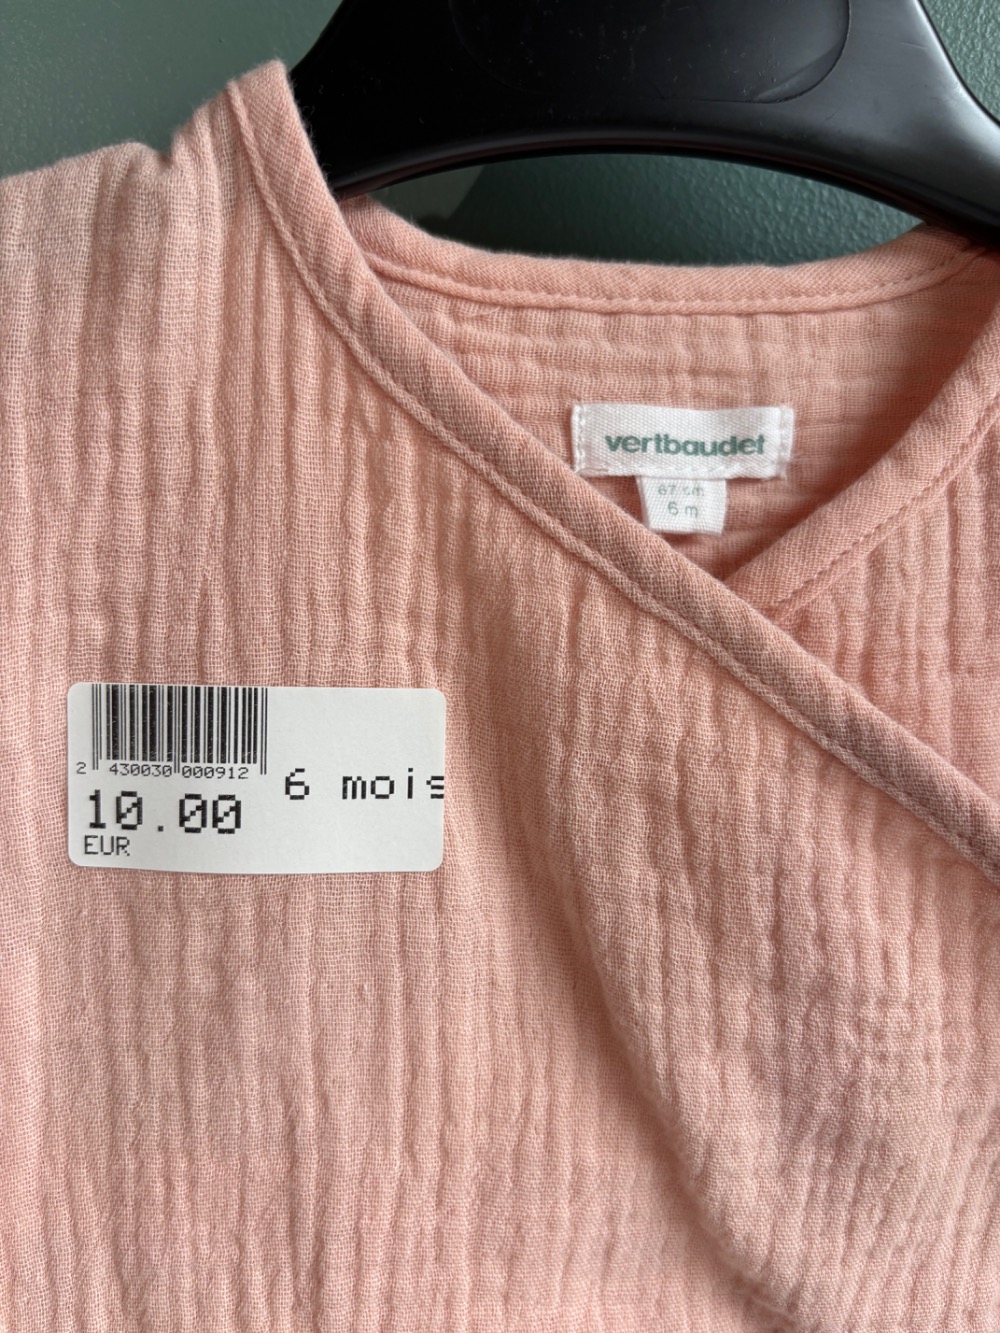 vertbaudet
67 cm
6 m
2 430030 000912
6 mois
10.00
EUR